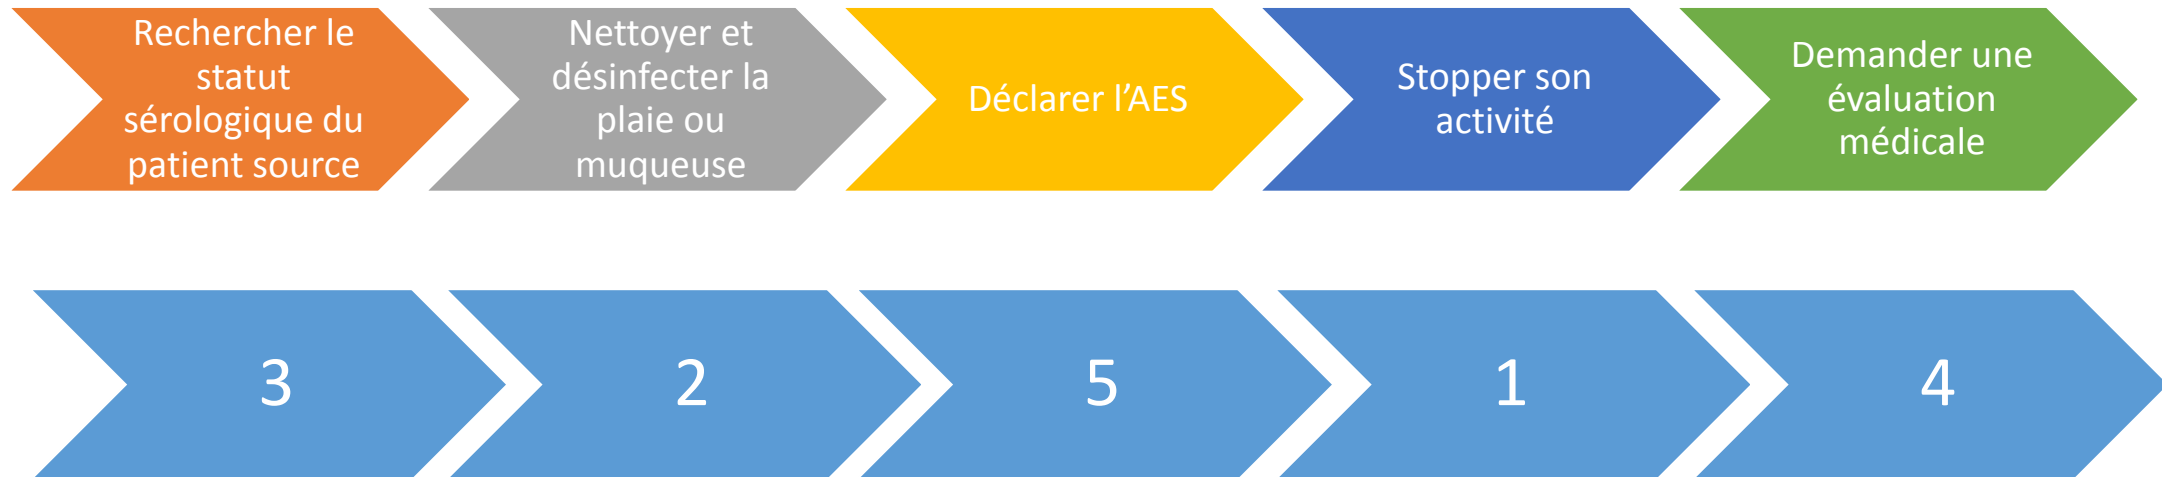 Rechercher le
statut
sérologique du
patient source
Nettoyer et
désinfecter la
plaie ou
muqueuse
Déclarer l'AES
Stopper son
activité
Demander une
évaluation
médicale
3
2
5
1
4